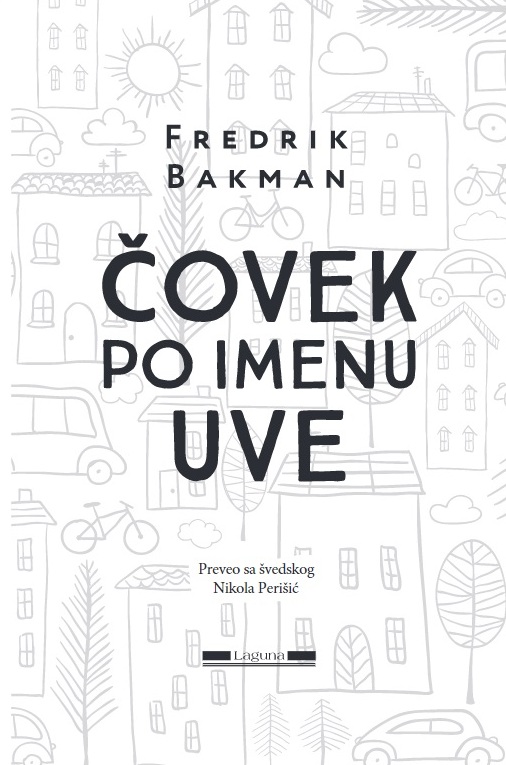 FREDRIK
BAKMAN
ČOVEK
PO IMENU
UVE
Preveo sa švedskog
Nikola Perišić
Laguna